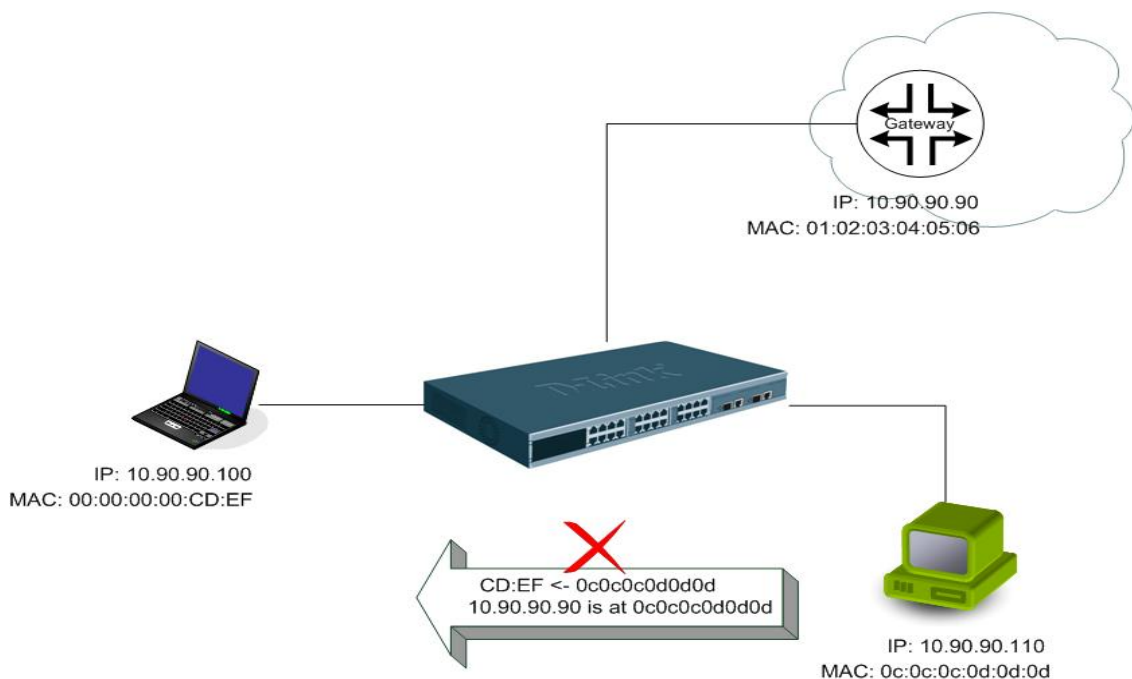 Gateway
IP: 10.90.90.90
MAC: 01:02:03:04:05:06
D-Link
IP: 10.90.90.100
MAC: 00:00:00:00:CD:EF
CD:EF <- 0c0c0c0d0d0d
10.90.90.90 is at 0c0c0c0d0d0d
IP: 10.90.90.110
MAC: 0c:0c:0c:0d:0d:0d